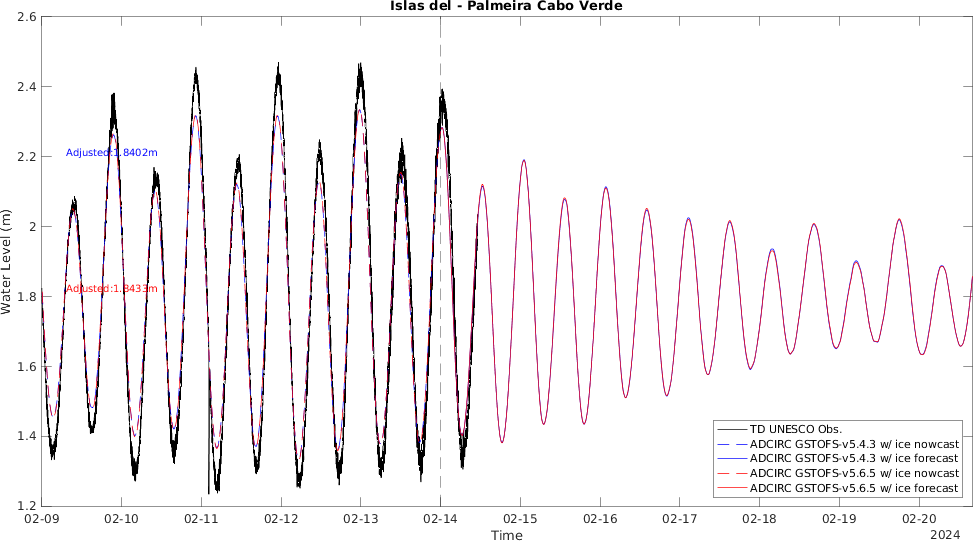 Islas del - Palmeira Cabo Verde
2.6
2.4
2.2
2
1.8
1.6
1.4
1.2
Water Level (m)
Adjusted:1.8402m
Adjusted:1.8433m
TD UNESCO Obs.
ADCIRC GSTOFS-v5.4.3 w/ ice nowcast
ADCIRC GSTOFS-v5.4.3 w/ ice forecast
ADCIRC GSTOFS-v5.6.5 w/ ice nowcast
ADCIRC GSTOFS-v5.6.5 w/ ice forecast
02-09 02-10 02-11 02-12 02-13 02-14 02-15 02-16 02-17 02-18 02-19 02-20
Time
2024